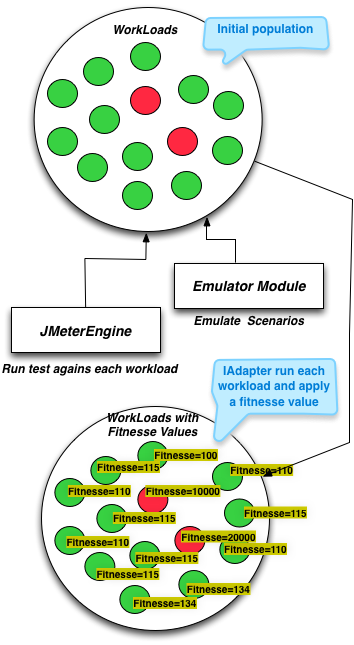 WorkLoads
Initial population
Emulator Module
Emulate Scenarios
JMeterEngine
Run test agains each workload
IAdapter run each
workload and apply
a fitnesse value
WorkLoads with
Fitnesse Values
Fitnesse=100
Fitnesse=115
Fitnesse=110
Fitnesse=110
Fitnesse=10000
Fitnesse=115
Fitnesse=115
Fitnesse=20000
Fitnesse=110
Fitnesse=110
Fitnesse=115
Fitnesse=115
Fitnesse=134
Fitnesse=134